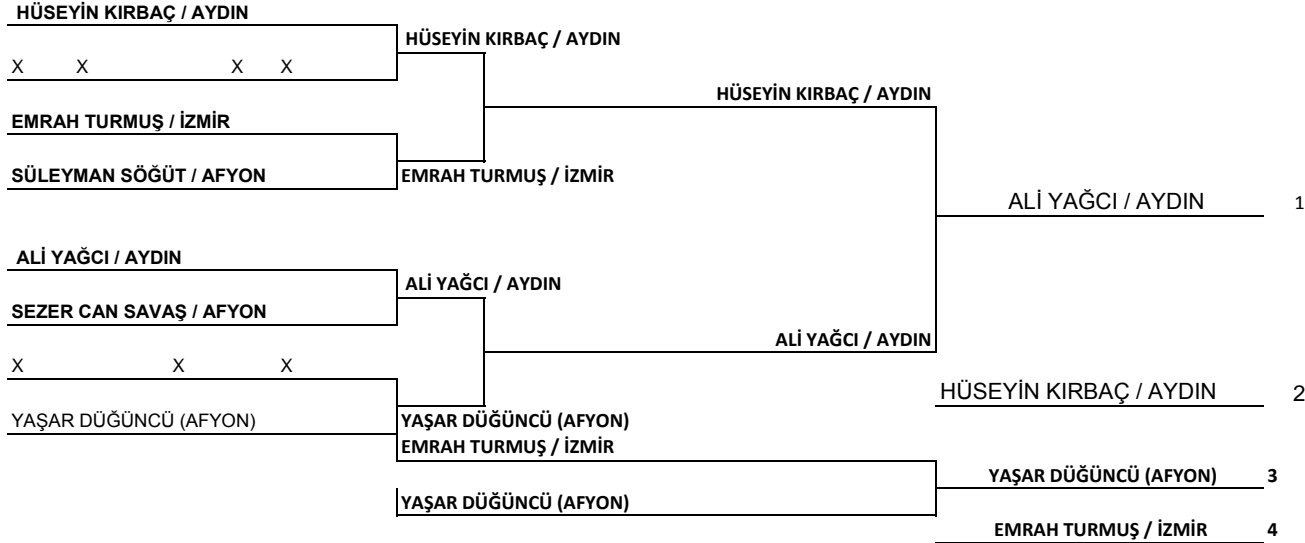 HÜSEYİN KIRBAÇ / AYDIN
HÜSEYİN KIRBAÇ / AYDIN
X X X X
HÜSEYİN KIRBAÇ / AYDIN
EMRAH TURMUŞ / İZMİR
SÜLEYMAN SÖĞÜT / AFYON
EMRAH TURMUŞ / İZMİR
ALİ YAĞCI / AYDIN 1
ALİ YAĞCI / AYDIN
ALİ YAĞCI / AYDIN
SEZER CAN SAVAŞ / AFYON
ALİ YAĞCI / AYDIN
X X X
HÜSEYİN KIRBAÇ / AYDIN 2
YAŞAR DÜĞÜNCÜ (AFYON)
YAŞAR DÜĞÜNCÜ (AFYON)
EMRAH TURMUŞ / İZMİR
YAŞAR DÜĞÜNCÜ (AFYON) 3
YAŞAR DÜĞÜNCÜ (AFYON)
EMRAH TURMUŞ / İZMİR 4